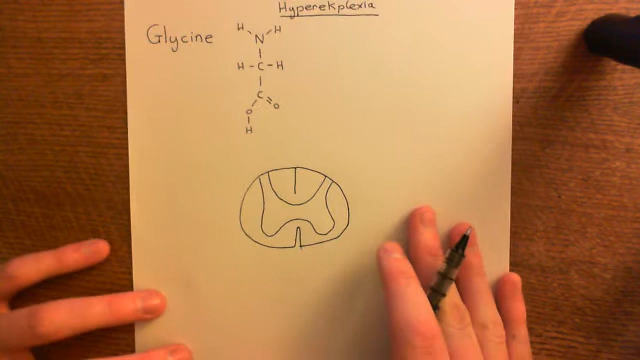 Hyperekplexia
Glycine
H H
N
H-C-H
C
O O
H